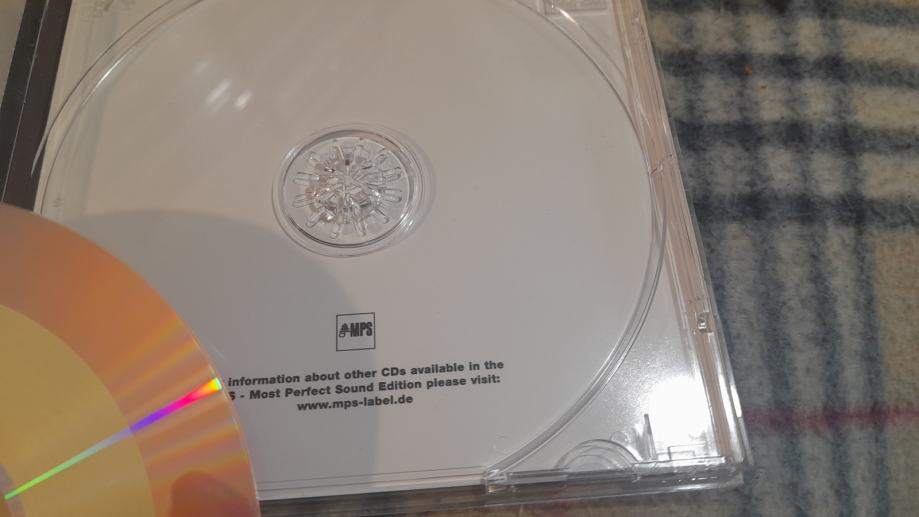 MPS
information about other CDs available in the
S - Most Perfect Sound Edition please visit:
www.mps-label.de